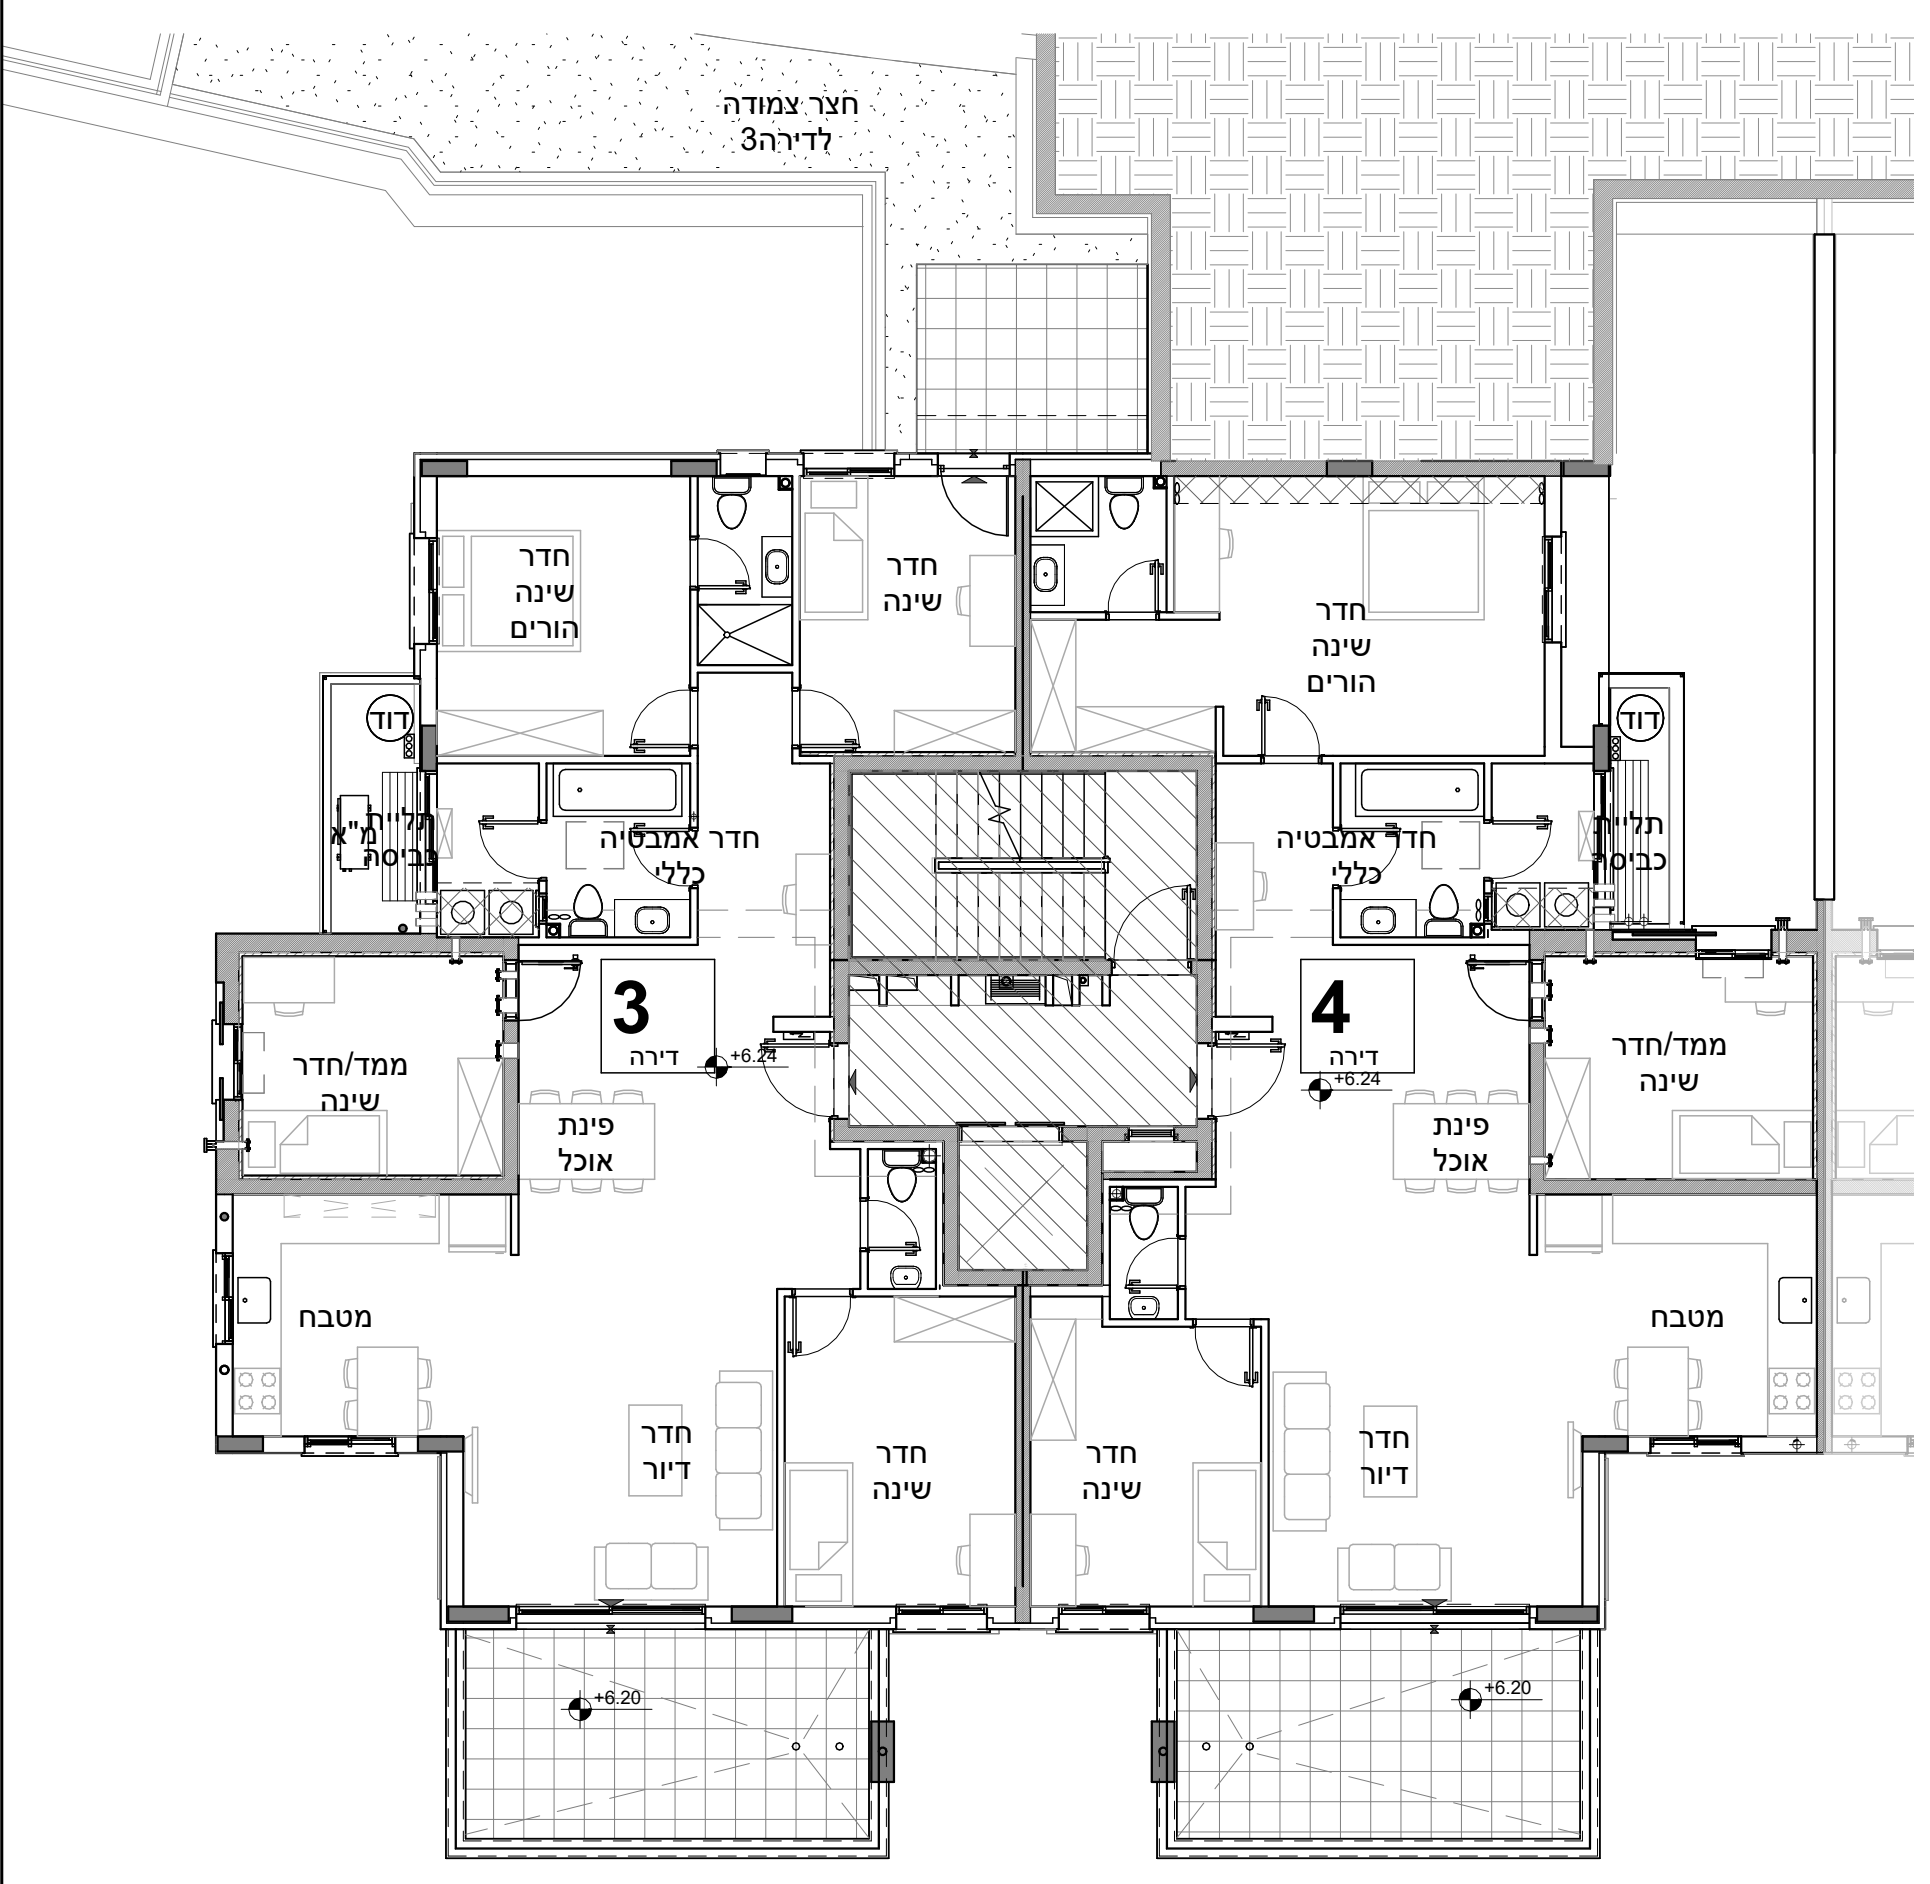 חצר צמודה
לדירה3
חדר
שינה
הורים
חדר
שינה
חדר
שינה
הורים
דוד
דוד
תליית
כביסה
מ"א
חדר אמבטיה
כללי
חדר אמבטיה
כללי
תליית
כביסה
3
דירה
+6.24
4
דירה
+6.24
ממד/חדר
שינה
ממד/חדר
שינה
פינת
אוכל
פינת
אוכל
מטבח
מטבח
חדר
דיור
חדר
שינה
חדר
שינה
חדר
דיור
+6.20
+6.20